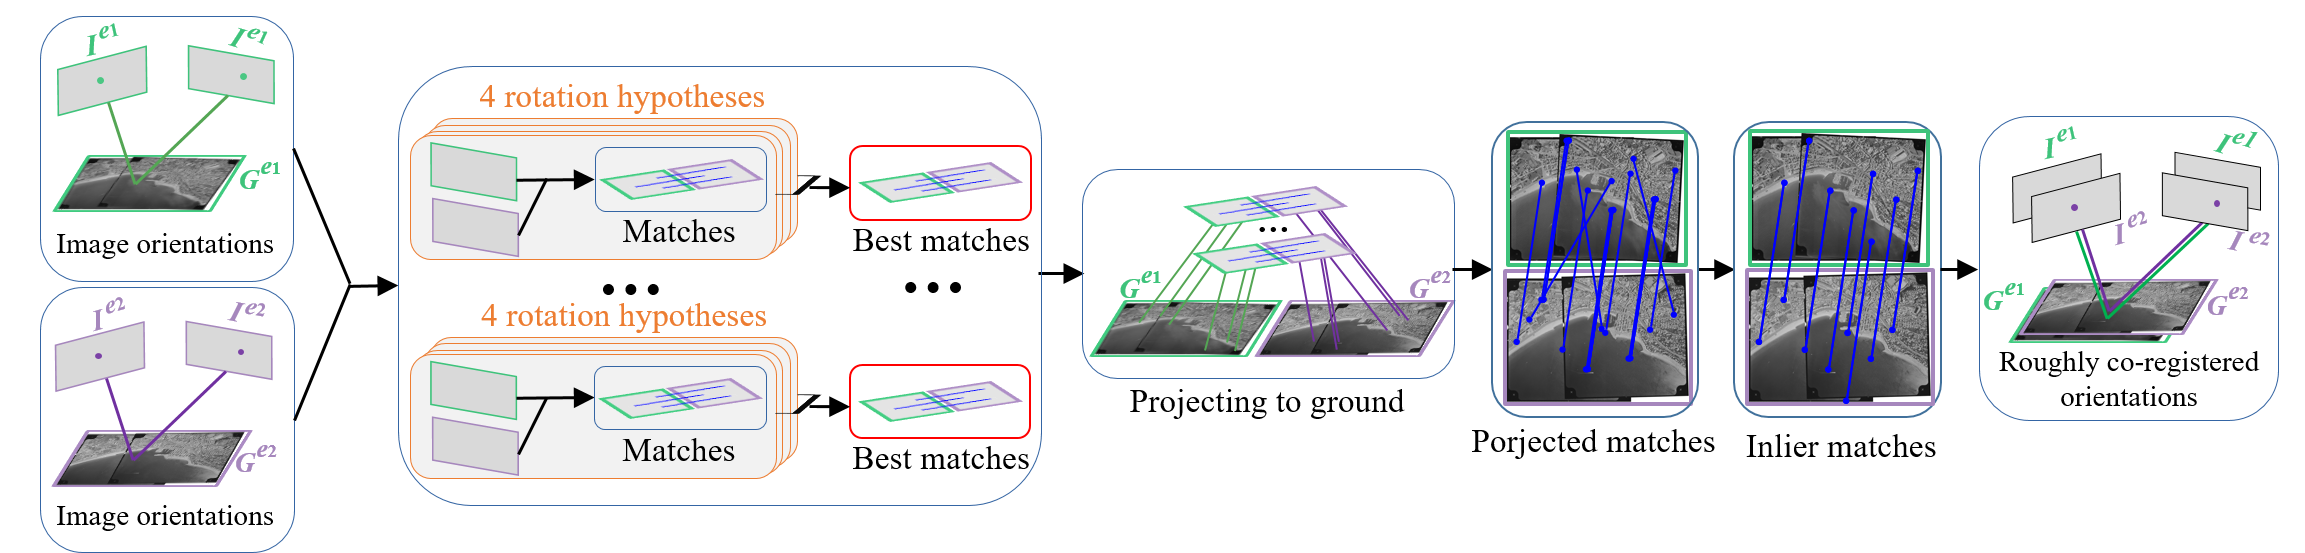 I^e1
I^e1
G^e1
Image orientations
I^e2
I^e2
G^e2
Image orientations
4 rotation hypotheses
Matches
Best matches
4 rotation hypotheses
Matches
Best matches
G^e1
G^e2
Projecting to ground
Porjected matches
Inlier matches
I^e1
I^e1
I^e2
I^e2
G^e1
G^e2
Roughly co-registered
orientations